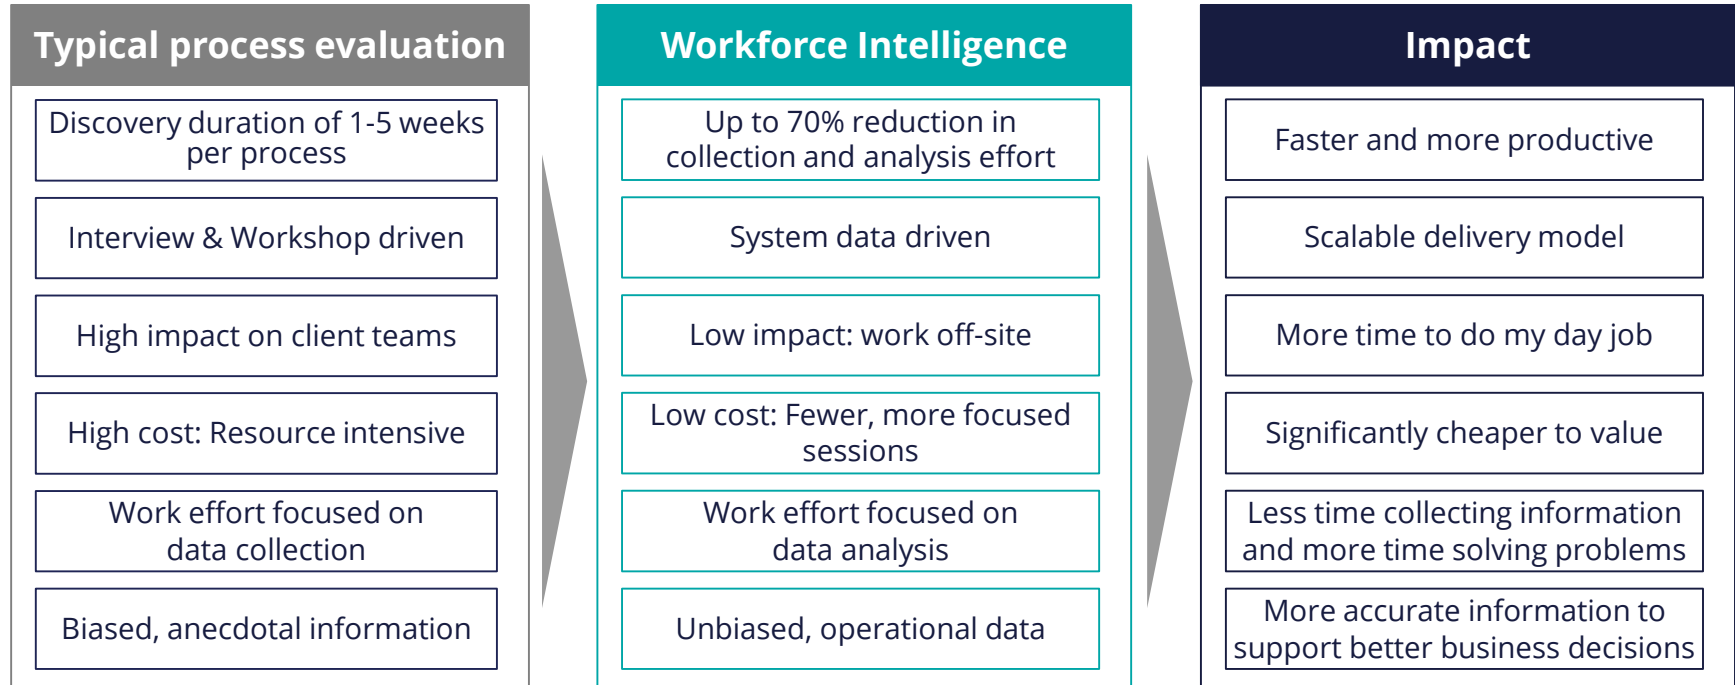 Typical process evaluation
Discovery duration of 1-5 weeks
per process
Interview & Workshop driven
High impact on client teams
High cost: Resource intensive
Work effort focused on
data collection
Biased, anecdotal information
Workforce Intelligence
Up to 70% reduction in
collection and analysis effort
System data driven
Low impact: work off-site
Low cost: Fewer, more focused
sessions
Work effort focused on
data analysis
Unbiased, operational data
Impact
Faster and more productive
Scalable delivery model
More time to do my day job
Significantly cheaper to value
Less time collecting information
and more time solving problems
More accurate information to
support better business decisions